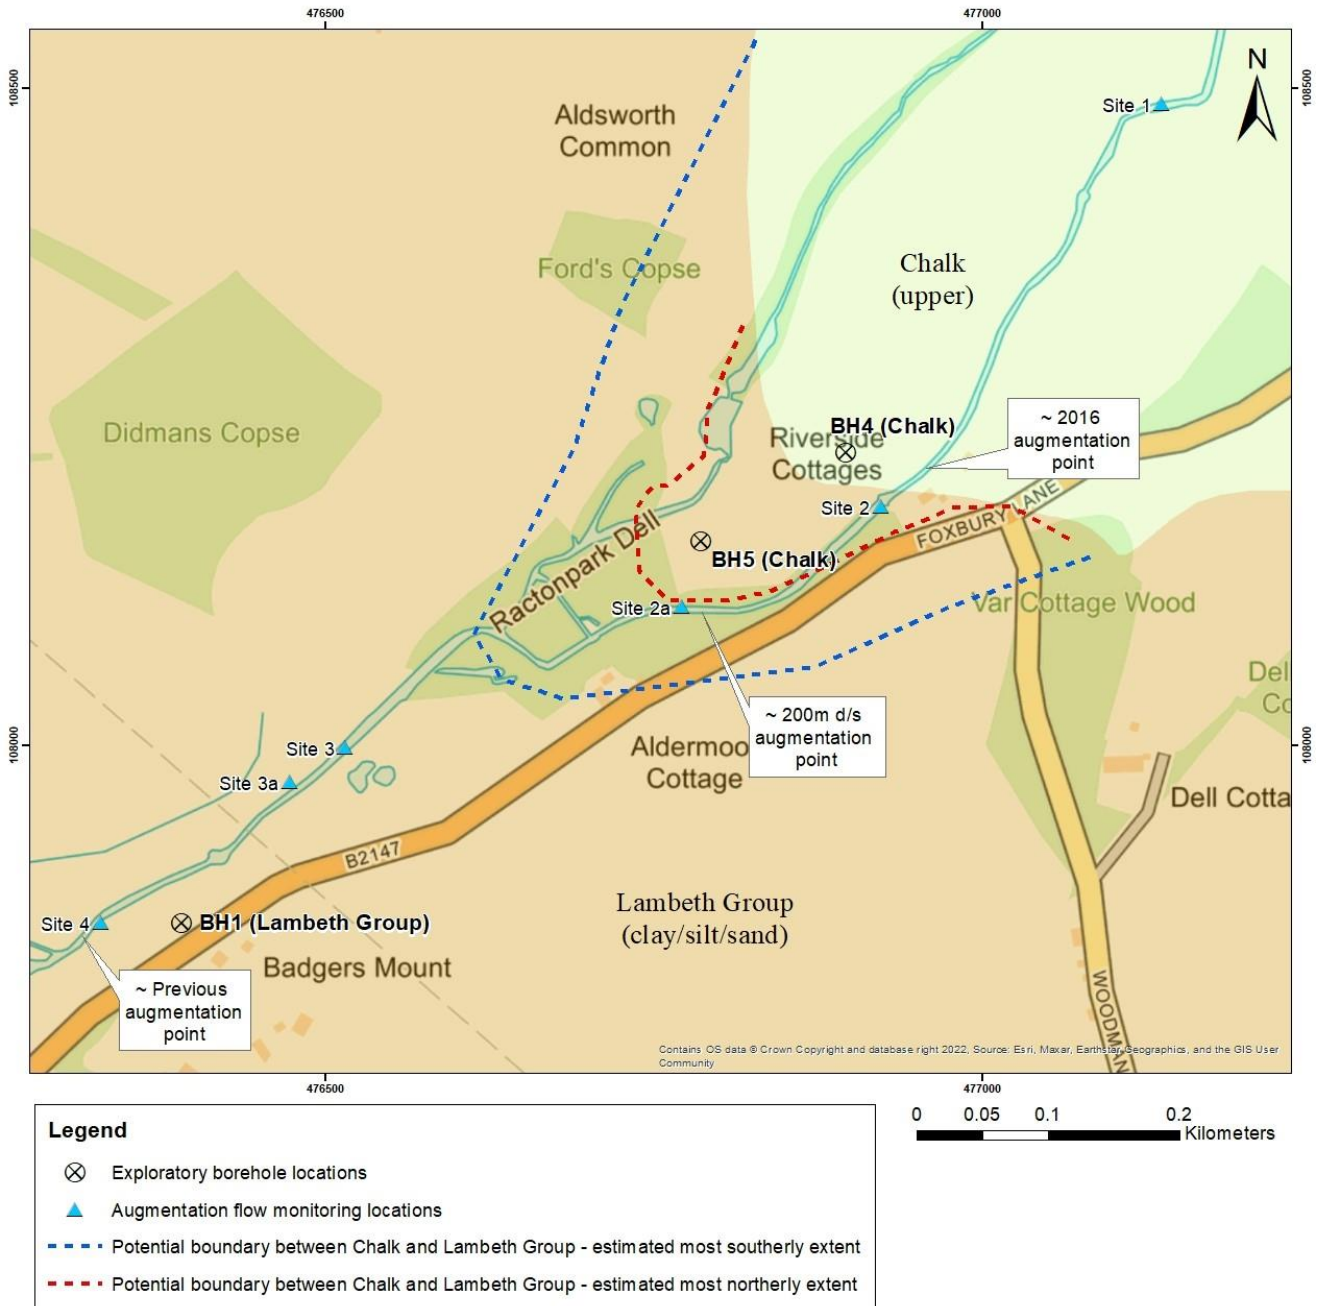 476500
477000
108500
108500
N
Site 1
Aldsworth
Common
Ford's Copse
Chalk
(upper)
Didmans Copse
BH4 (Chalk)
Riverside
Cottages
~ 2016
augmentation
point
Site 2
FOXBURY LANE
BH5 (Chalk)
Ractonpark Dell
Site 2a
Var Cottage Wood
Del
Co
~ 200m d/s
augmentation
point
Site 3
Aldermoo
Cottage
108000
108000
Site 3a
Dell Cotta
B2147
Lambeth Group
(clay/silt/sand)
Site 4
BH1 (Lambeth Group)
Badgers Mount
~ Previous
augmentation
point
WOODMAN
Contains OS data © Crown Copyright and database right 2022, Source: Esri, Maxar, Earthstar Geographics, and the GIS User
Community
476500
477000
Legend
Exploratory borehole locations
Augmentation flow monitoring locations
Potential boundary between Chalk and Lambeth Group - estimated most southerly extent
Potential boundary between Chalk and Lambeth Group - estimated most northerly extent
0 0.05 0.1 0.2
Kilometers